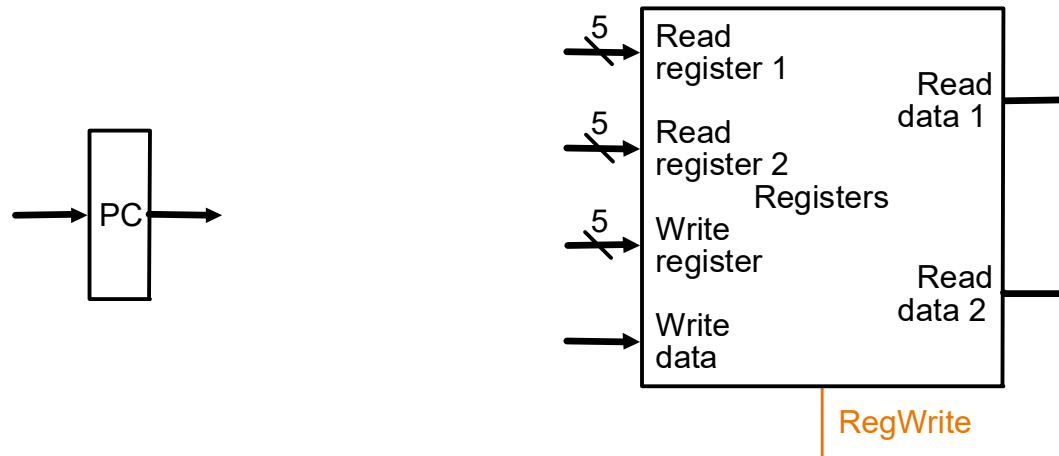 PC
5
Read
register 1
5
Read
register 2
5
Write
register
Write
data
Registers
Read
data 1
Read
data 2
RegWrite